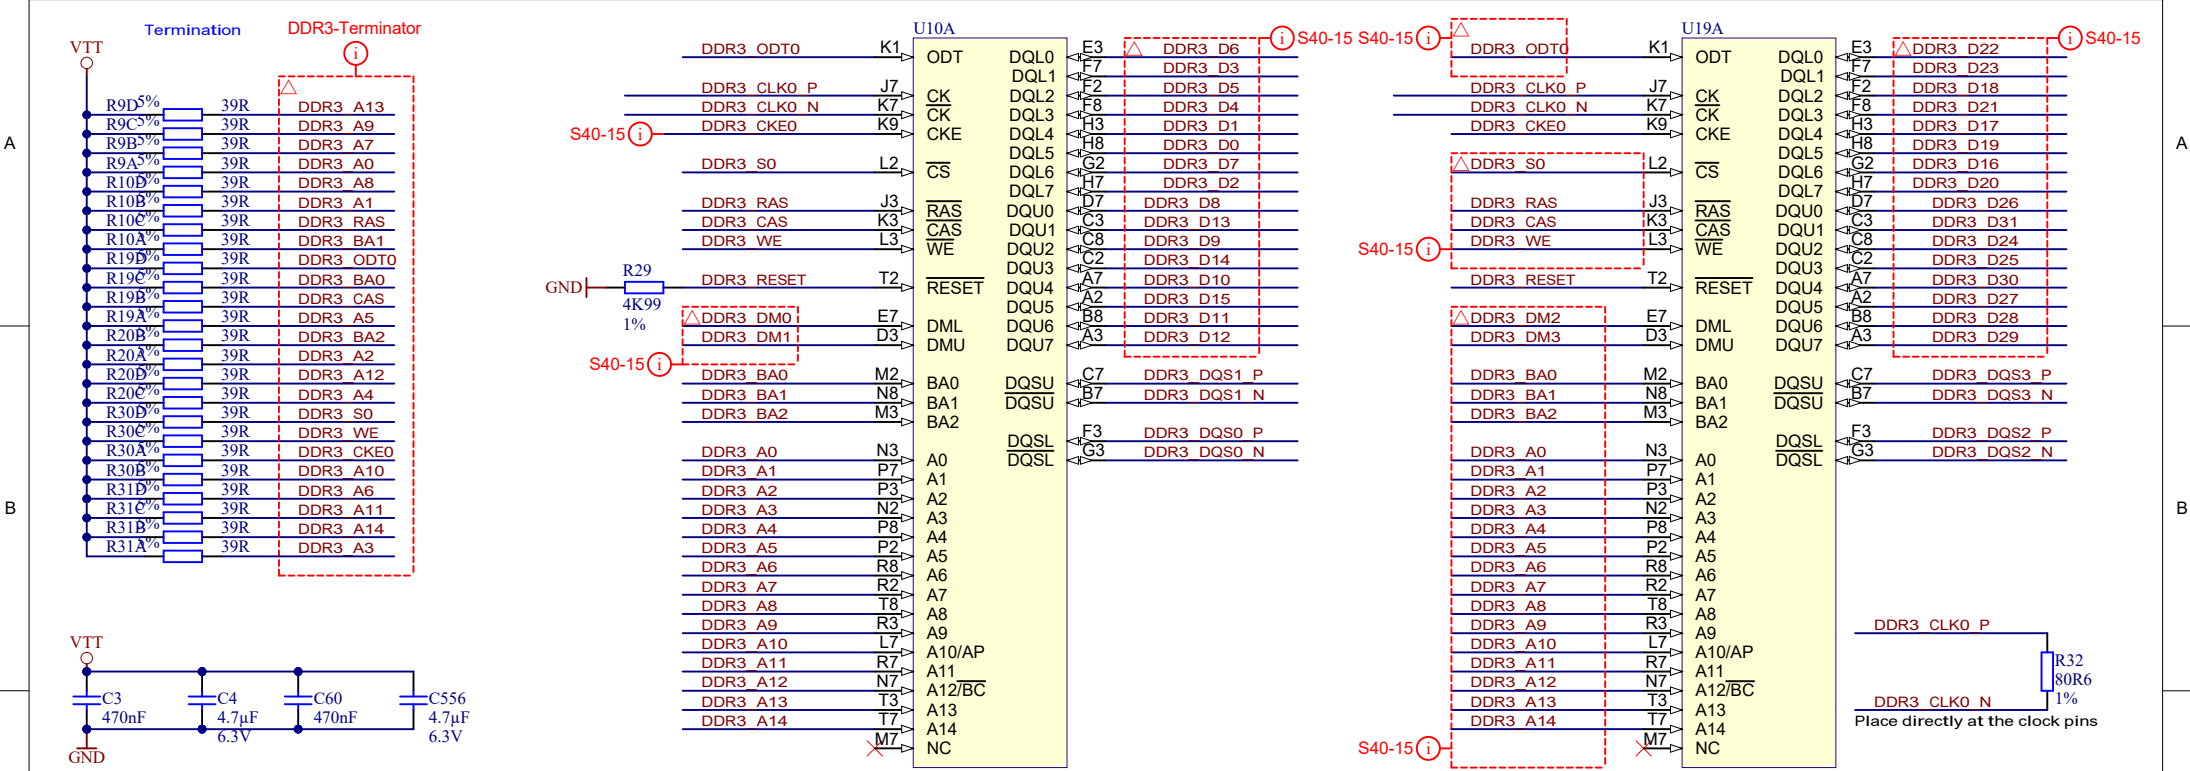 Termination
DDR3-Terminator
VTT
R9D 5% 39R DDR3_A13
R9C 5% 39R DDR3_A9
R9B 5% 39R DDR3_A7
R9A 5% 39R DDR3_A0
R10D 5% 39R DDR3_A8
R10B 5% 39R DDR3_A1
R10C 5% 39R DDR3_RAS
R10A 5% 39R DDR3_BA1
R19D 5% 39R DDR3_ODT0
R19C 5% 39R DDR3_BA0
R19B 5% 39R DDR3_CAS
R19A 5% 39R DDR3_A5
R20B 5% 39R DDR3_BA2
R20A 5% 39R DDR3_A2
R20D 5% 39R DDR3_A12
R20C 5% 39R DDR3_A4
R30D 5% 39R DDR3_S0
R30C 5% 39R DDR3_WE
R30A 5% 39R DDR3_CKE0
R30B 5% 39R DDR3_A10
R31D 5% 39R DDR3_A6
R31C 5% 39R DDR3_A11
R31B 5% 39R DDR3_A14
R31A 5% 39R DDR3_A3
VTT
C3
470nF
C4
4.7µF
6.3V
C60
470nF
C556
4.7µF
6.3V
GND
A
B
U10A
DDR3_ODT0 K1 ODT
DDR3_CLK0_P J7 CK
DDR3_CLK0_N K7 CK
S40-15 DDR3_CKE0 K9 CKE
DDR3_S0 L2 CS
DDR3_RAS J3 RAS
DDR3_CAS K3 CAS
DDR3_WE L3 WE
GND R29 4K99 1%
DDR3_RESET T2 RESET
DDR3_DM0 E7 DML
DDR3_DM1 D3 DMU
S40-15
DDR3_BA0 M2 BA0
DDR3_BA1 N8 BA1
DDR3_BA2 M3 BA2
DDR3_A0 N3 A0
DDR3_A1 P7 A1
DDR3_A2 P3 A2
DDR3_A3 N2 A3
DDR3_A4 P8 A4
DDR3_A5 P2 A5
DDR3_A6 R8 A6
DDR3_A7 R2 A7
DDR3_A8 T8 A8
DDR3_A9 R3 A9
DDR3_A10 L7 A10/AP
DDR3_A11 R7 A11
DDR3_A12 N7 A12/BC
DDR3_A13 T3 A13
DDR3_A14 T7 A14
M7 NC
DQL0 E3 DDR3_D6 S40-15
DQL1 F7 DDR3_D3
DQL2 F2 DDR3_D5
DQL3 F8 DDR3_D4
DQL4 H3 DDR3_D1
DQL5 H8 DDR3_D0
DQL6 G2 DDR3_D7
DQL7 H7 DDR3_D2
DQU0 D7 DDR3_D8
DQU1 C3 DDR3_D13
DQU2 C8 DDR3_D9
DQU3 C2 DDR3_D14
DQU4 A7 DDR3_D10
DQU5 A2 DDR3_D15
DQU6 B8 DDR3_D11
DQU7 A3 DDR3_D12
DQSU C7 DDR3_DQS1_P
DQSU B7 DDR3_DQS1_N
DQSL F3 DDR3_DQS0_P
DQSL G3 DDR3_DQS0_N
U19A
S40-15
DDR3_ODT0 K1 ODT
DDR3_CLK0_P J7 CK
DDR3_CLK0_N K7 CK
DDR3_CKE0 K9 CKE
DDR3_S0 L2 CS
DDR3_RAS J3 RAS
DDR3_CAS K3 CAS
S40-15 DDR3_WE L3 WE
DDR3_RESET T2 RESET
DDR3_DM2 E7 DML
DDR3_DM3 D3 DMU
DDR3_BA0 M2 BA0
DDR3_BA1 N8 BA1
DDR3_BA2 M3 BA2
DDR3_A0 N3 A0
DDR3_A1 P7 A1
DDR3_A2 P3 A2
DDR3_A3 N2 A3
DDR3_A4 P8 A4
DDR3_A5 P2 A5
DDR3_A6 R8 A6
DDR3_A7 R2 A7
DDR3_A8 T8 A8
DDR3_A9 R3 A9
DDR3_A10 L7 A10/AP
DDR3_A11 R7 A11
DDR3_A12 N7 A12/BC
DDR3_A13 T3 A13
DDR3_A14 T7 A14
S40-15 M7 NC
DQL0 E3 DDR3_D22 S40-15
DQL1 F7 DDR3_D23
DQL2 F2 DDR3_D18
DQL3 F8 DDR3_D21
DQL4 H3 DDR3_D17
DQL5 H8 DDR3_D19
DQL6 G2 DDR3_D16
DQL7 H7 DDR3_D20
DQU0 D7 DDR3_D26
DQU1 C3 DDR3_D31
DQU2 C8 DDR3_D24
DQU3 C2 DDR3_D25
DQU4 A7 DDR3_D30
DQU5 A2 DDR3_D27
DQU6 B8 DDR3_D28
DQU7 A3 DDR3_D29
DQSU C7 DDR3_DQS3_P
DQSU B7 DDR3_DQS3_N
DQSL F3 DDR3_DQS2_P
DQSL G3 DDR3_DQS2_N
DDR3_CLK0_P
R32
80R6
1%
DDR3_CLK0_N
Place directly at the clock pins
A
B